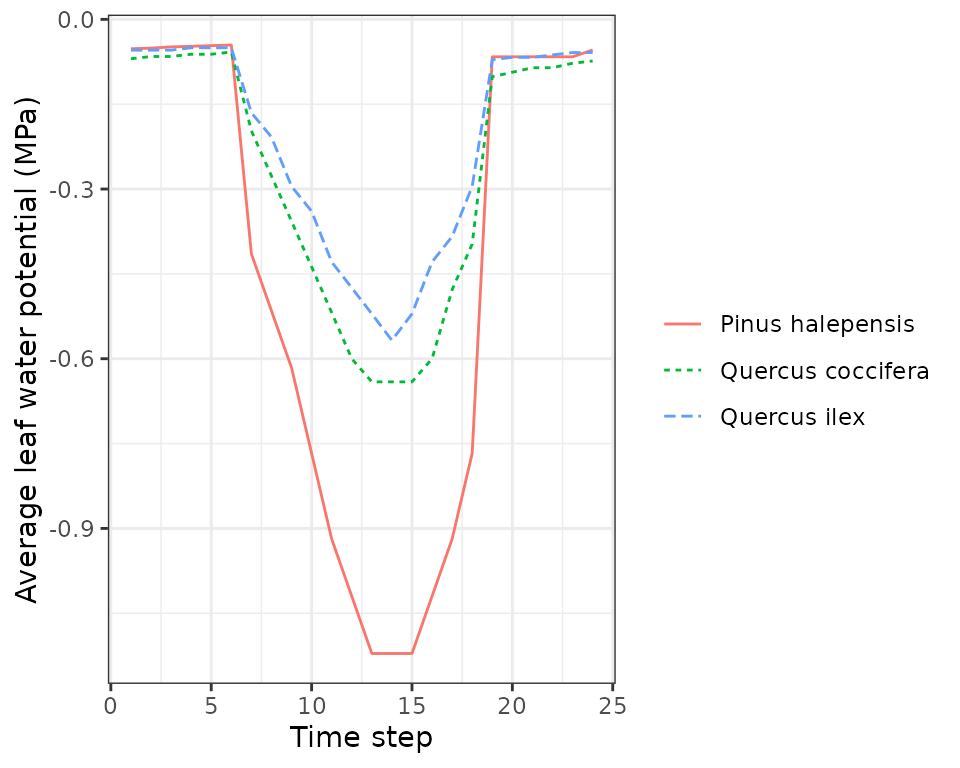 Average leaf water potential (MPa)
0.0
-0.3
-0.6
-0.9
0 5 10 15 20 25
Time step
Pinus halepensis
Quercus coccifera
Quercus ilex